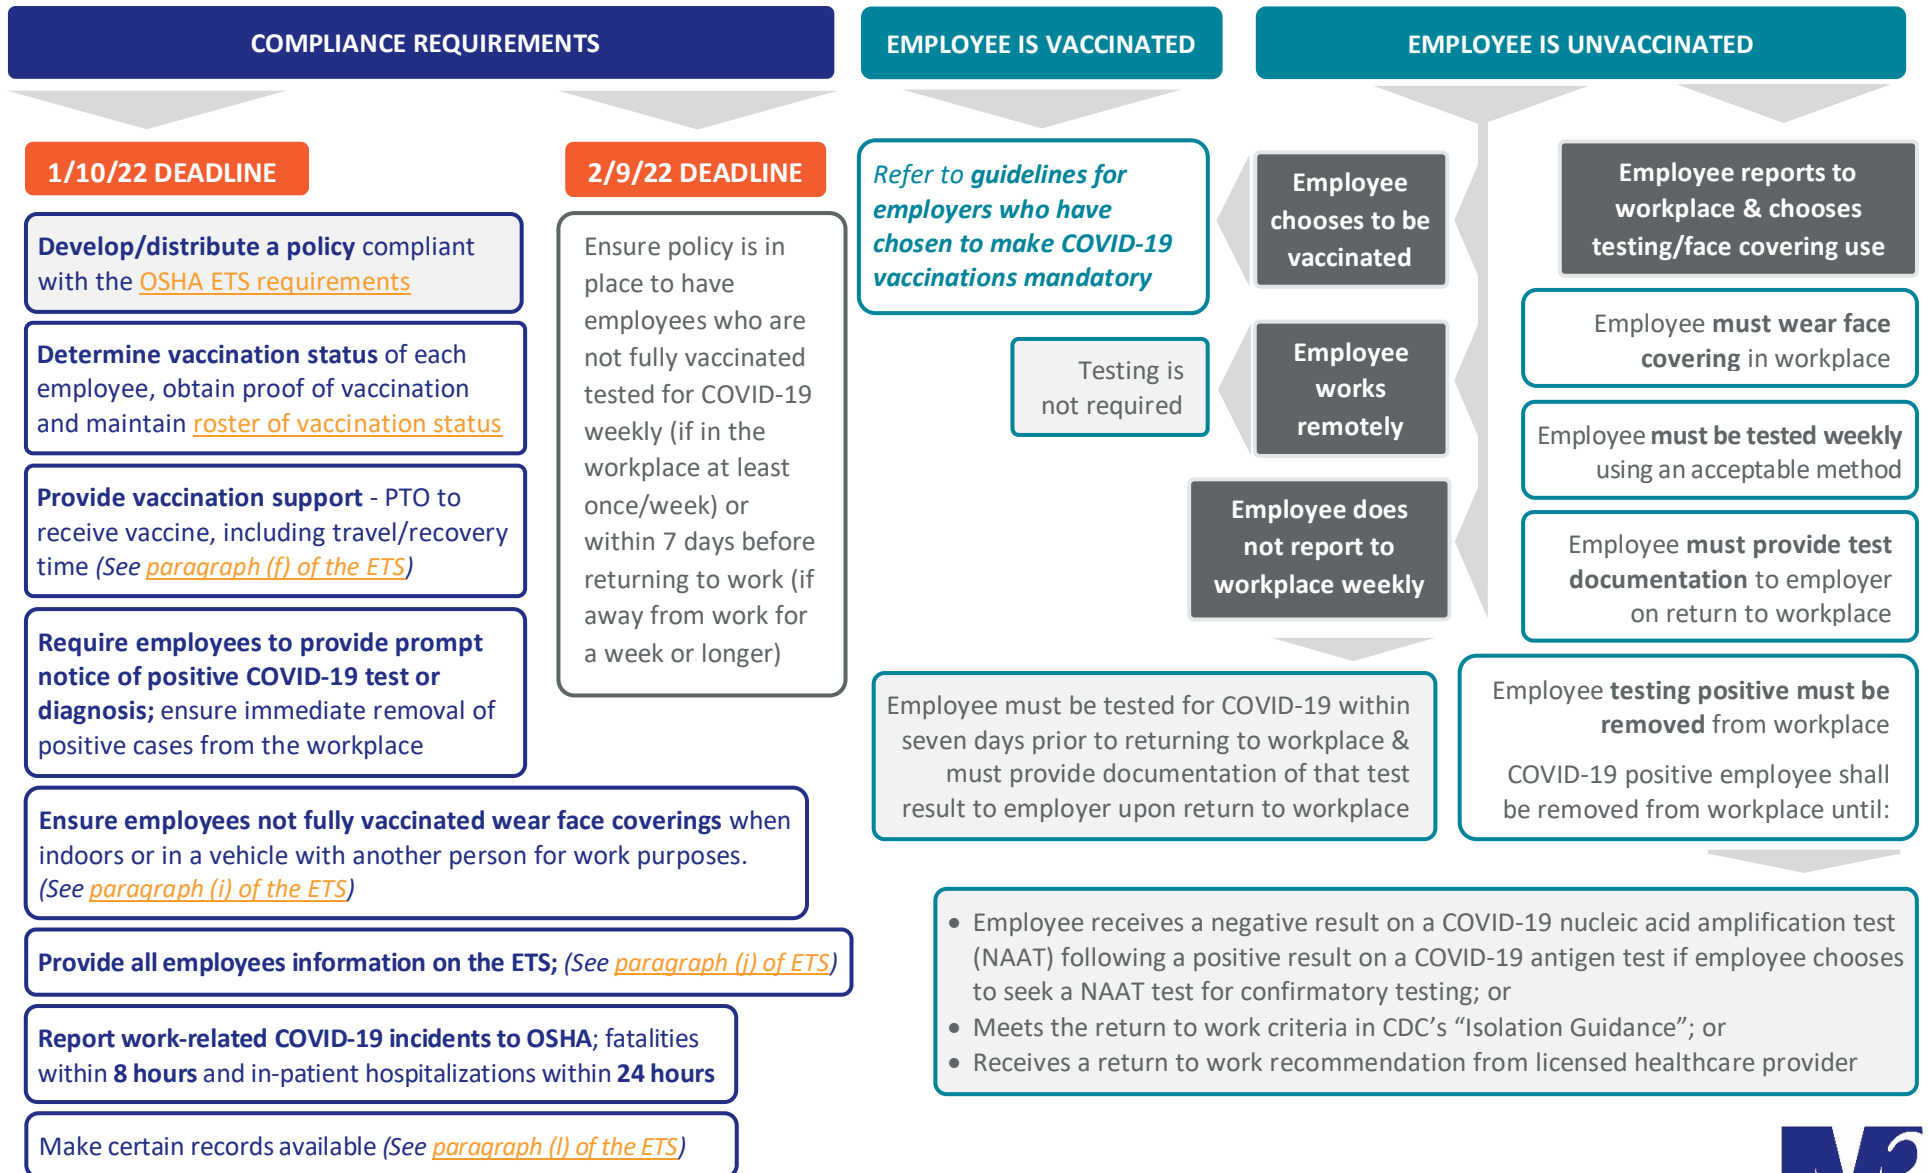 COMPLIANCE REQUIREMENTS
1/10/22 DEADLINE
Develop/distribute a policy compliant
with the OSHA ETS requirements
Determine vaccination status of each
employee, obtain proof of vaccination
and maintain roster of vaccination status
Provide vaccination support - PTO to
receive vaccine, including travel/recovery
time (See paragraph (f) of the ETS)
Require employees to provide prompt
notice of positive COVID-19 test or
diagnosis; ensure immediate removal of
positive cases from the workplace
Ensure employees not fully vaccinated wear face coverings when
indoors or in a vehicle with another person for work purposes.
(See paragraph (i) of the ETS)
Provide all employees information on the ETS; (See paragraph (j) of ETS)
Report work-related COVID-19 incidents to OSHA; fatalities
within 8 hours and in-patient hospitalizations within 24 hours
Make certain records available (See paragraph (l) of the ETS)
2/9/22 DEADLINE
Ensure policy is in
place to have
employees who are
not fully vaccinated
tested for COVID-19
weekly (if in the
workplace at least
once/week) or
within 7 days before
returning to work (if
away from work for
a week or longer)
EMPLOYEE IS VACCINATED
Refer to guidelines for
employers who have
chosen to make COVID-19
vaccinations mandatory
EMPLOYEE IS UNVACCINATED
Employee
chooses to be
vaccinated
Employee
works
remotely
Testing is
not required
Employee does
not report to
workplace weekly
Employee must be tested for COVID-19 within
seven days prior to returning to workplace &
must provide documentation of that test
result to employer upon return to workplace
Employee reports to
workplace & chooses
testing/face covering use
Employee must wear face
covering in workplace
Employee must be tested weekly
using an acceptable method
Employee must provide test
documentation to employer
on return to workplace
Employee testing positive must be
removed from workplace
COVID-19 positive employee shall
be removed from workplace until:
• Employee receives a negative result on a COVID-19 nucleic acid amplification test
(NAAT) following a positive result on a COVID-19 antigen test if employee chooses
to seek a NAAT test for confirmatory testing; or
• Meets the return to work criteria in CDC's “Isolation Guidance”; or
• Receives a return to work recommendation from licensed healthcare provider